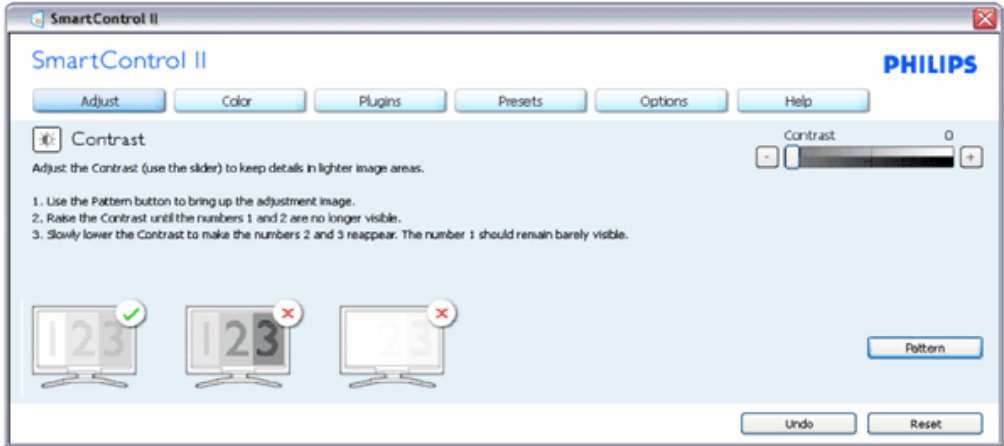 SmartControl II
SmartControl II
PHILIPS
Adjust Color Plugins Presets Options Help
Contrast
Contrast 0
Adjust the Contrast (use the slider) to keep details in lighter image areas.
- +
1. Use the Pattern button to bring up the adjustment image.
2. Raise the Contrast until the numbers 1 and 2 are no longer visible.
3. Slowly lower the Contrast to make the numbers 2 and 3 reappear. The number 1 should remain barely visible.
123 123 23
Pattern
Undo Reset